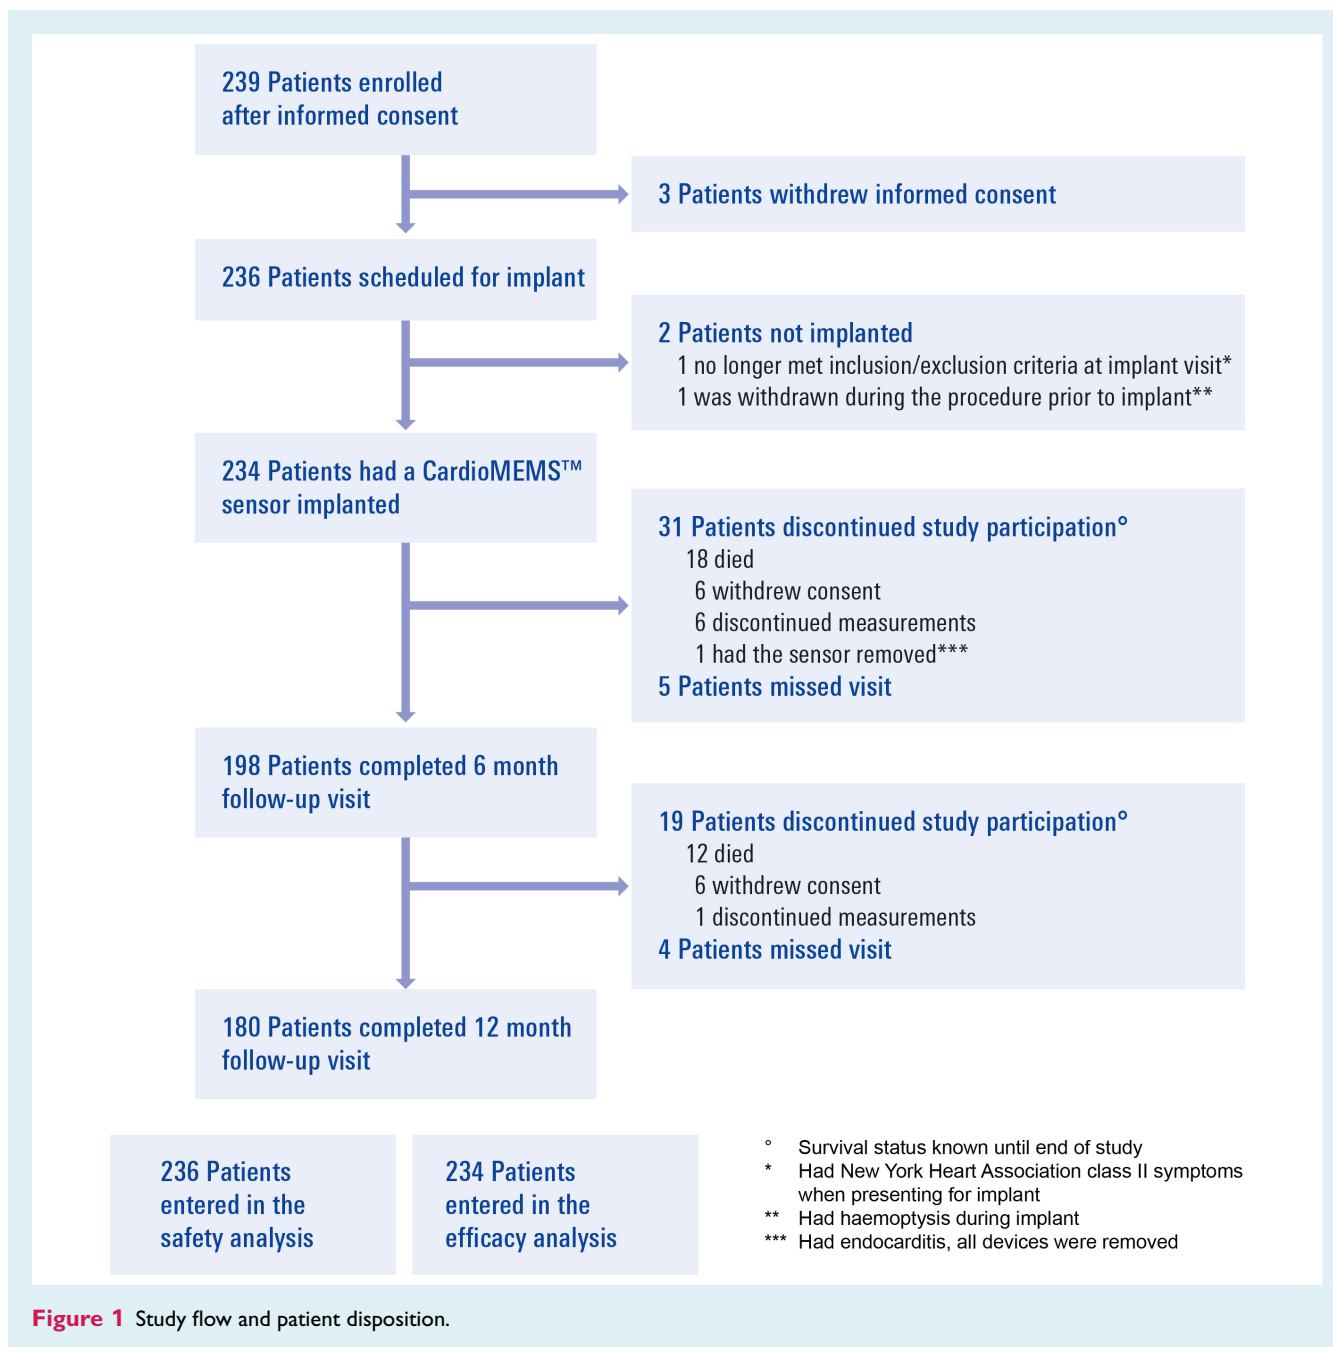 239 Patients enrolled
after informed consent
3 Patients withdrew informed consent
236 Patients scheduled for implant
2 Patients not implanted
1 no longer met inclusion/exclusion criteria at implant visit*
1 was withdrawn during the procedure prior to implant**
234 Patients had a CardioMEMS™
sensor implanted
31 Patients discontinued study participation°
18 died
6 withdrew consent
6 discontinued measurements
1 had the sensor removed***
5 Patients missed visit
198 Patients completed 6 month
follow-up visit
19 Patients discontinued study participation°
12 died
6 withdrew consent
1 discontinued measurements
4 Patients missed visit
180 Patients completed 12 month
follow-up visit
236 Patients
entered in the
safety analysis
234 Patients
entered in the
efficacy analysis
° Survival status known until end of study
* Had New York Heart Association class II symptoms
when presenting for implant
** Had haemoptysis during implant
*** Had endocarditis, all devices were removed
Figure 1 Study flow and patient disposition.